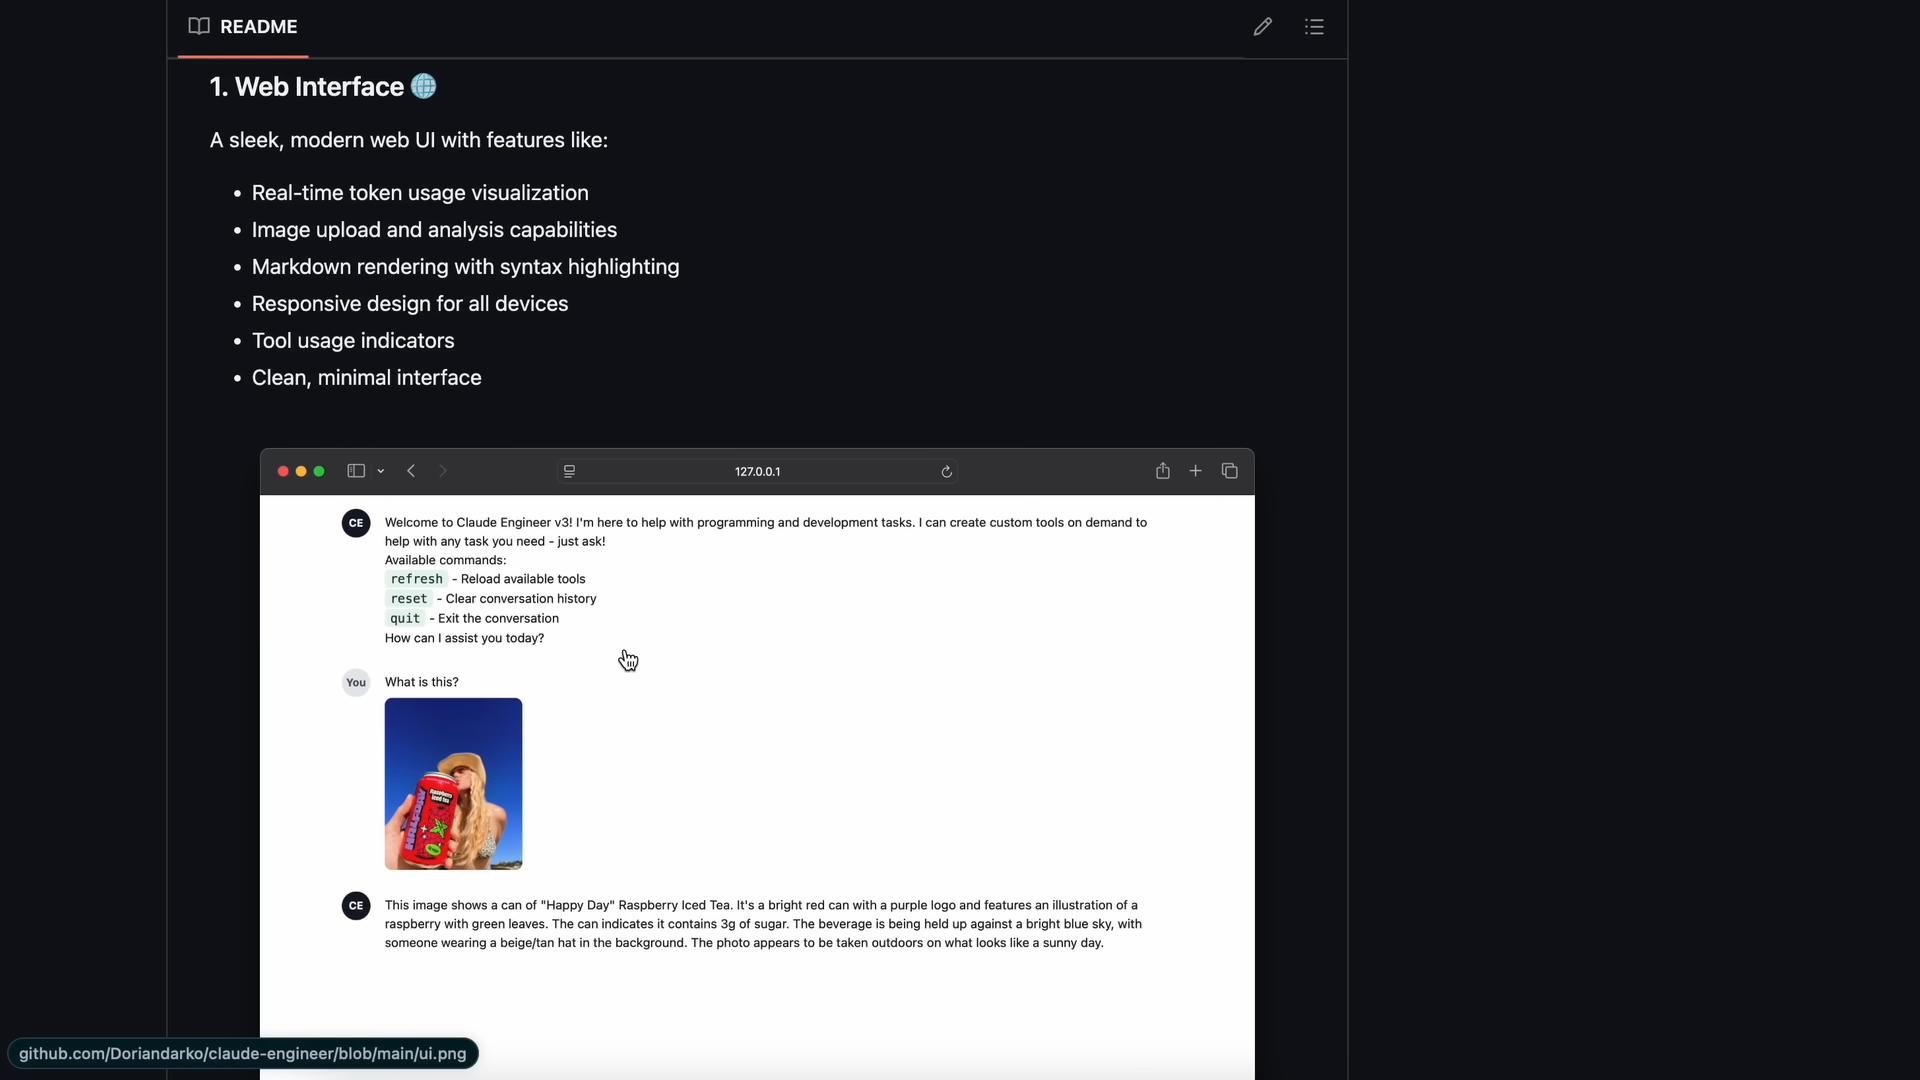 README
1. Web Interface 🌐
A sleek, modern web UI with features like:
• Real-time token usage visualization
• Image upload and analysis capabilities
• Markdown rendering with syntax highlighting
• Responsive design for all devices
• Tool usage indicators
• Clean, minimal interface
127.0.0.1
CE
Welcome to Claude Engineer v3! I'm here to help with programming and development tasks. I can create custom tools on demand to
help with any task you need - just ask!
Available commands:
refresh - Reload available tools
reset - Clear conversation history
quit - Exit the conversation
How can I assist you today?
You
What is this?
Raspberry
Iced Tea
HALFDAY
CE
This image shows a can of "Happy Day" Raspberry Iced Tea. It's a bright red can with a purple logo and features an illustration of a
raspberry with green leaves. The can indicates it contains 3g of sugar. The beverage is being held up against a bright blue sky, with
someone wearing a beige/tan hat in the background. The photo appears to be taken outdoors on what looks like a sunny day.
github.com/Doriandarko/claude-engineer/blob/main/ui.png